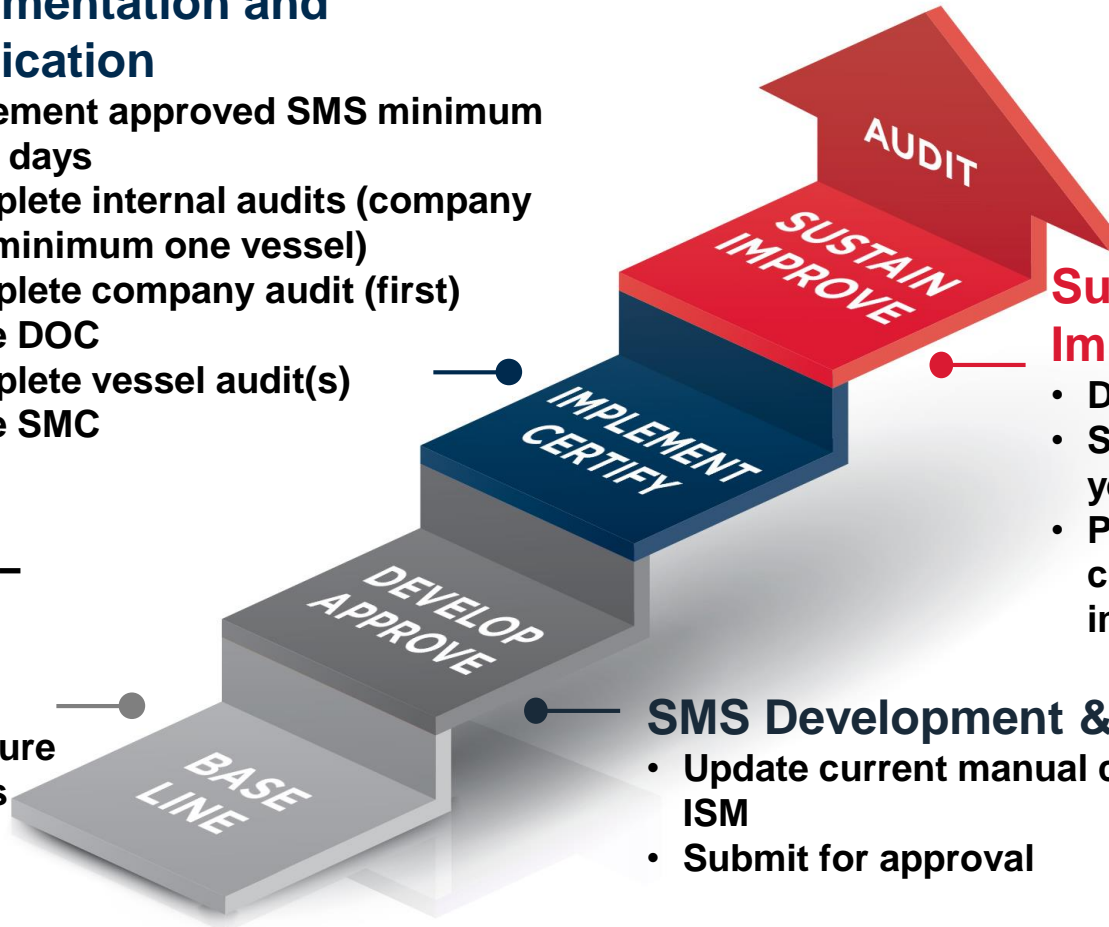 mentation and
ication
ement approved SMS minimum
days
plete internal audits (company
minimum one vessel)
plete company audit (first)
e DOC
plete vessel audit(s)
e SMC
–
ure
s
BASE
LINE
DEVELOP
APPROVE
IMPLEMENT
CERTIFY
SUSTAIN
IMPROVE
AUDIT
Su
Im
• D
• S
y
• P
c
in
SMS Development &
• Update current manual c
ISM
• Submit for approval